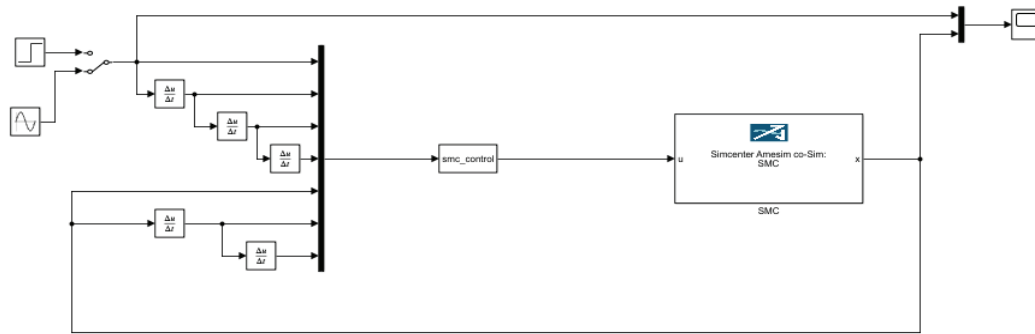 Δu
Δt
Δu
Δt
Δu
Δt
smc_control
u
Simcenter Amesim co-Sim:
SMC
x
SMC
Δu
Δt
Δu
Δt